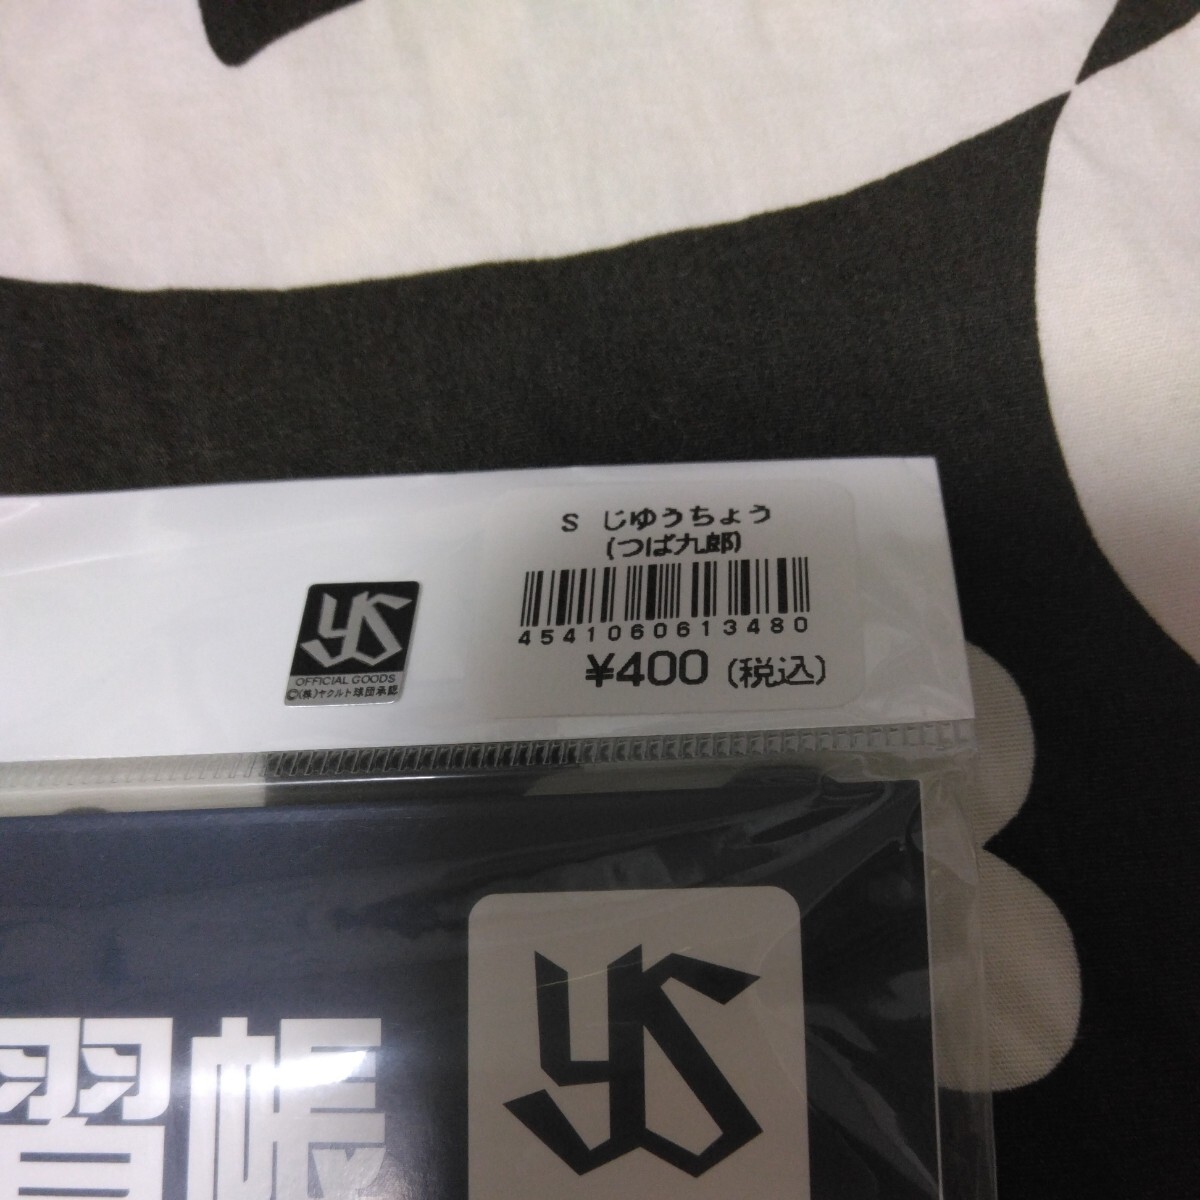 S じゆうちょう
(つば九郎)
4541060613480
¥400 (税込)
YS
OFFICIAL GOODS
©(株)ヤクルト球団承認
YS
習帳